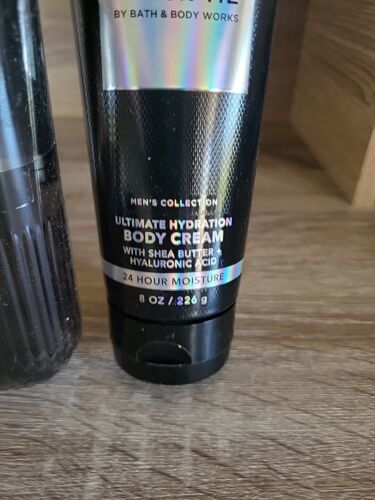 BY BATH & BODY WORKS
MEN'S COLLECTION
ULTIMATE HYDRATION
BODY CREAM
WITH SHEA BUTTER +
HYALURONIC ACID
24 HOUR MOISTURE
8 OZ / 226 g